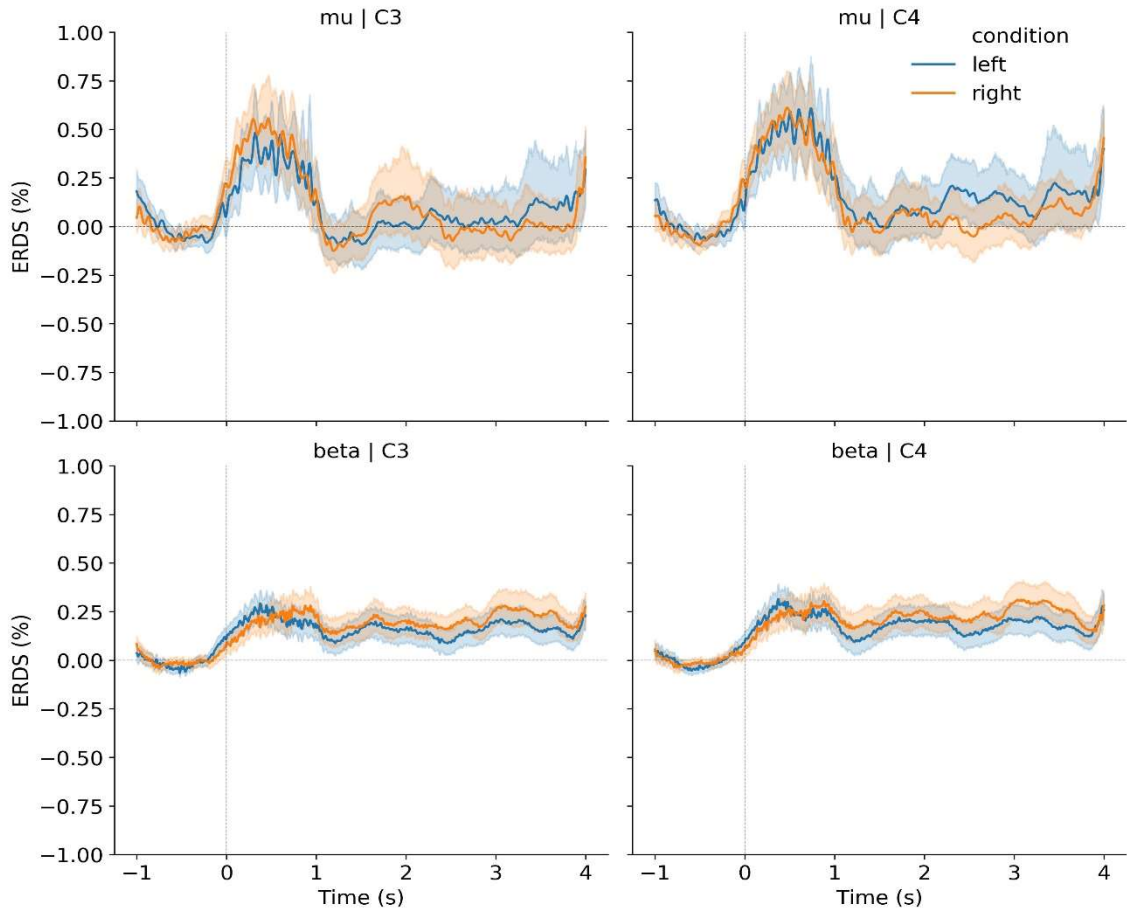 mu | C3
mu | C4
condition
left
right
1.00
0.75
0.50
0.25
0.00
−0.25
−0.50
−0.75
−1.00
ERDS (%)
beta | C3
beta | C4
1.00
0.75
0.50
0.25
0.00
−0.25
−0.50
−0.75
−1.00
ERDS (%)
−1 0 1 2 3 4
−1 0 1 2 3 4
Time (s)
Time (s)